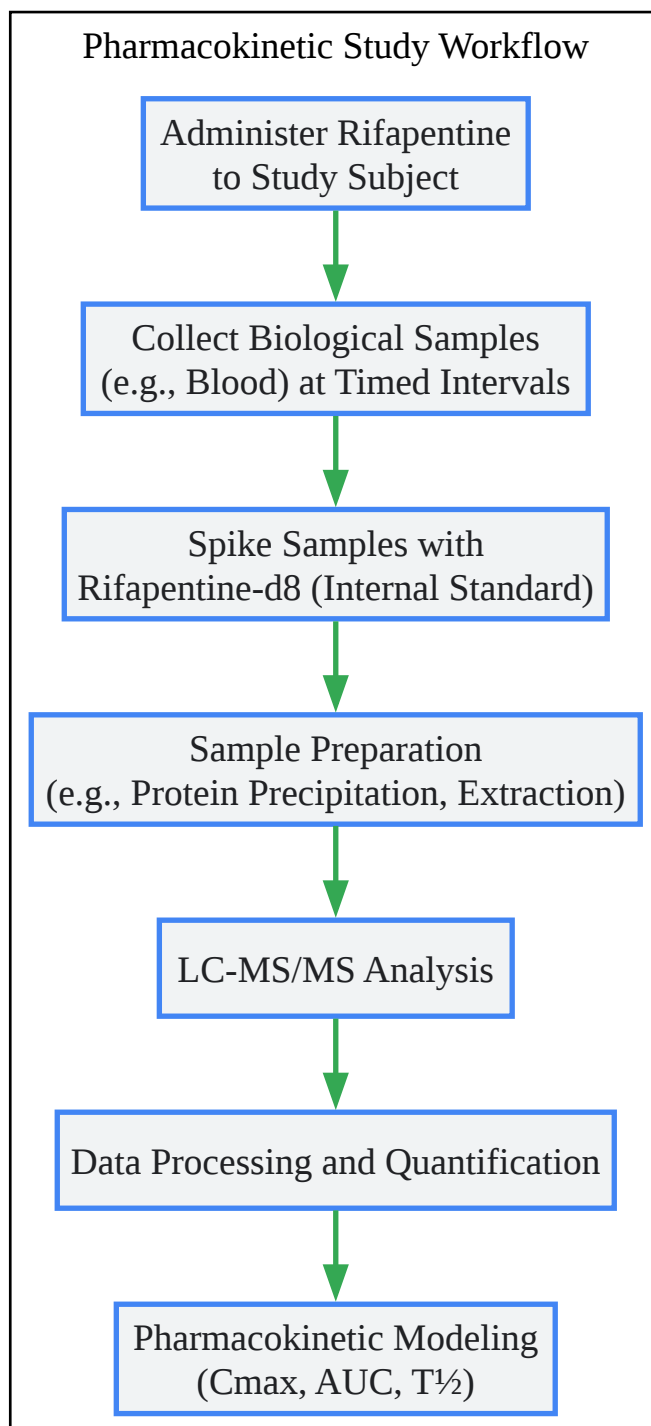 Pharmacokinetic Study Workflow
Administer Rifapentine
to Study Subject
Collect Biological Samples
(e.g., Blood) at Timed Intervals
Spike Samples with
Rifapentine-d8 (Internal Standard)
Sample Preparation
(e.g., Protein Precipitation, Extraction)
LC-MS/MS Analysis
Data Processing and Quantification
Pharmacokinetic Modeling
(Cmax, AUC, T½)